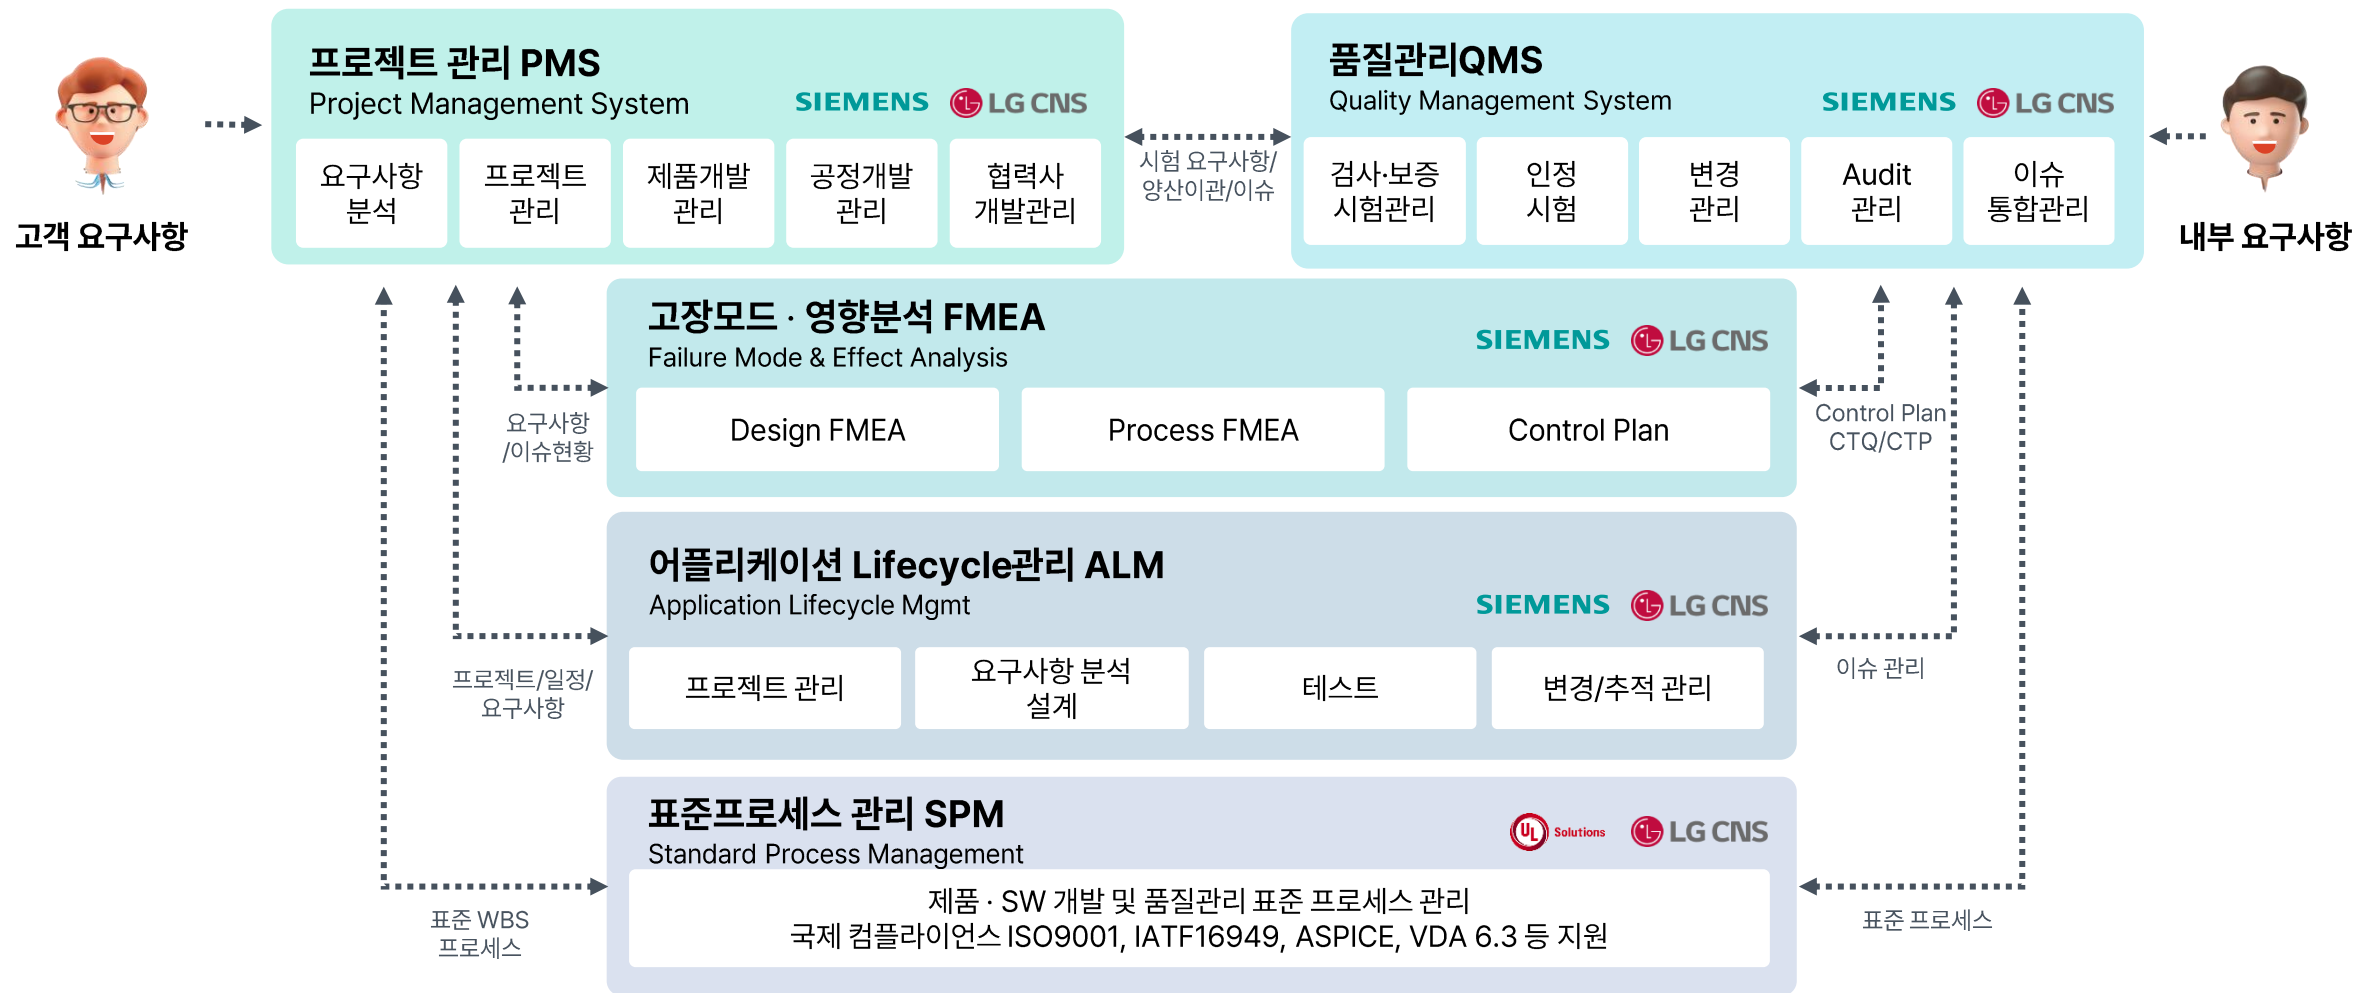 프로젝트 관리 PMS
Project Management System
SIEMENS
LG CNS
요구사항
분석
프로젝트
관리
제품개발
관리
공정개발
관리
협력사
개발관리
고객 요구사항
시험 요구사항/
양산이관/이슈
품질관리QMS
Quality Management System
SIEMENS
LG CNS
검사·보증
시험관리
인정
시험
변경
관리
Audit
관리
이슈
통합관리
내부 요구사항
고장모드 · 영향분석 FMEA
Failure Mode & Effect Analysis
SIEMENS
LG CNS
Design FMEA
Process FMEA
Control Plan
요구사항
/이슈현황
Control Plan
CTQ/CTP
어플리케이션 Lifecycle관리 ALM
Application Lifecycle Mgmt
SIEMENS
LG CNS
프로젝트 관리
요구사항 분석
설계
테스트
변경/추적 관리
프로젝트/일정/
요구사항
이슈 관리
표준프로세스 관리 SPM
Standard Process Management
UL Solutions
LG CNS
제품 · SW 개발 및 품질관리 표준 프로세스 관리
국제 컴플라이언스 ISO9001, IATF16949, ASPICE, VDA 6.3 등 지원
표준 WBS
프로세스
표준 프로세스